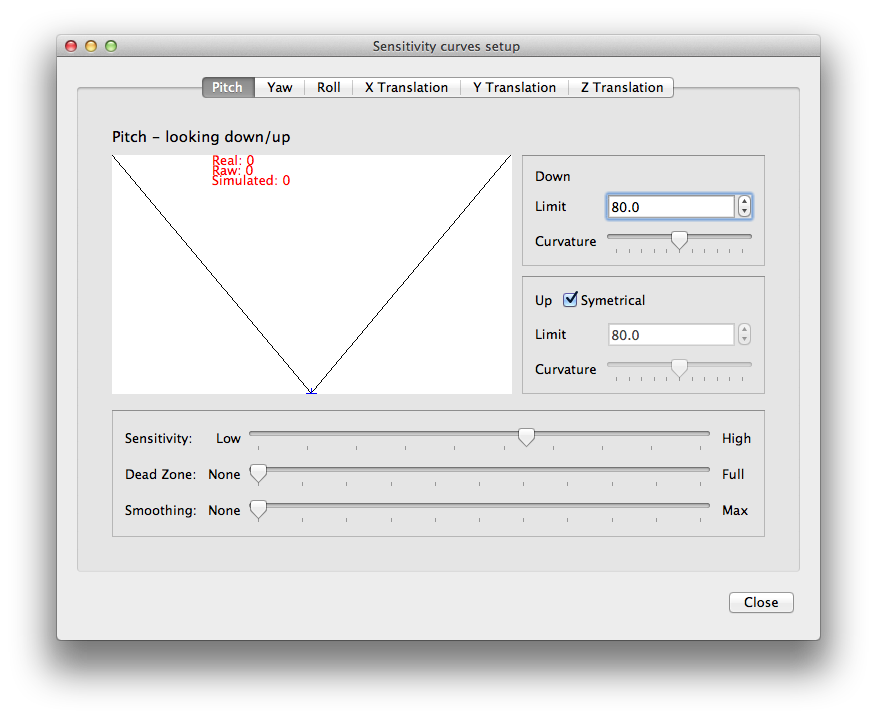 Sensitivity curves setup
Pitch Yaw Roll X Translation Y Translation Z Translation
Pitch – looking down/up
Real: 0
Raw: 0
Simulated: 0
Down
Limit 80.0
Curvature
Up Symetrical
Limit 80.0
Curvature
Sensitivity: Low High
Dead Zone: None Full
Smoothing: None Max
Close